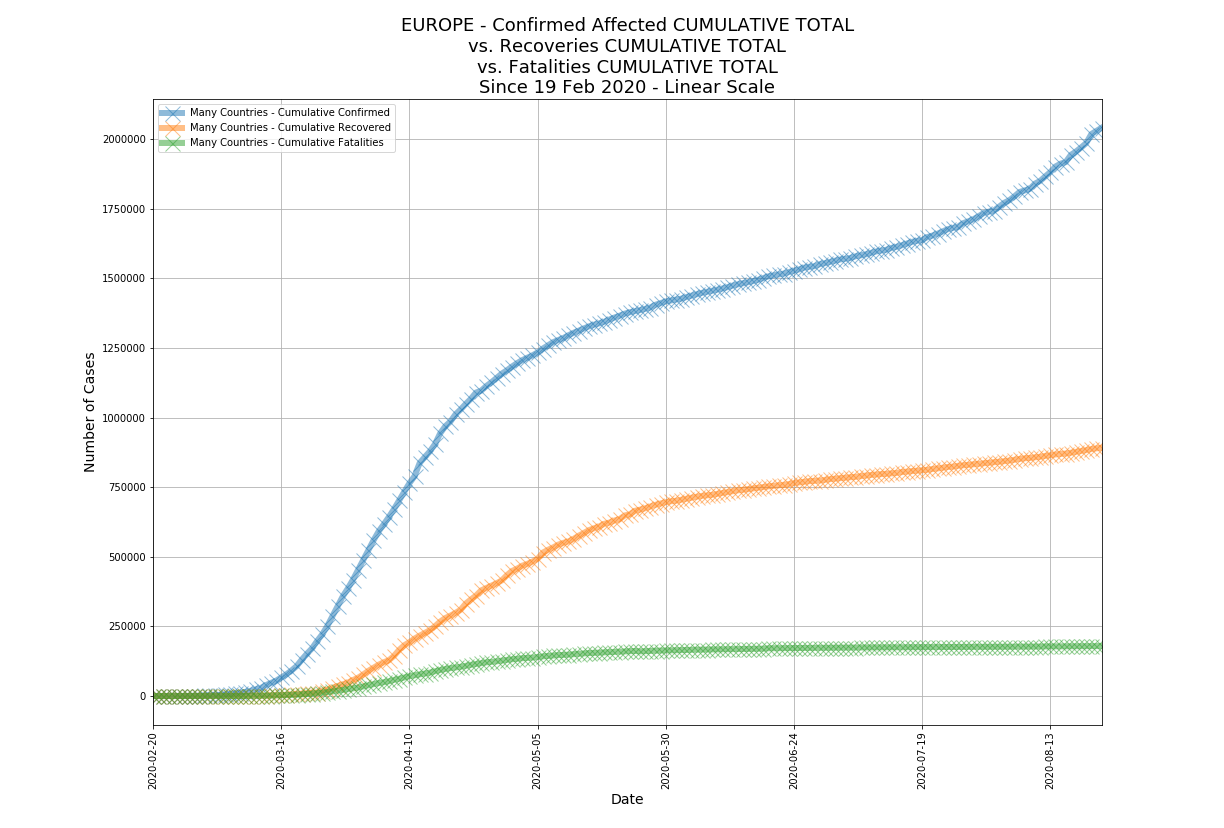 EUROPE - Confirmed Affected CUMULATIVE TOTAL
vs. Recoveries CUMULATIVE TOTAL
vs. Fatalities CUMULATIVE TOTAL
Since 19 Feb 2020 - Linear Scale
Many Countries - Cumulative Confirmed
Many Countries - Cumulative Recovered
Many Countries - Cumulative Fatalities
Number of Cases
2000000
1750000
1500000
1250000
1000000
750000
500000
250000
0
2020-02-20
2020-03-16
2020-04-10
2020-05-05
2020-05-30
2020-06-24
2020-07-19
2020-08-13
Date